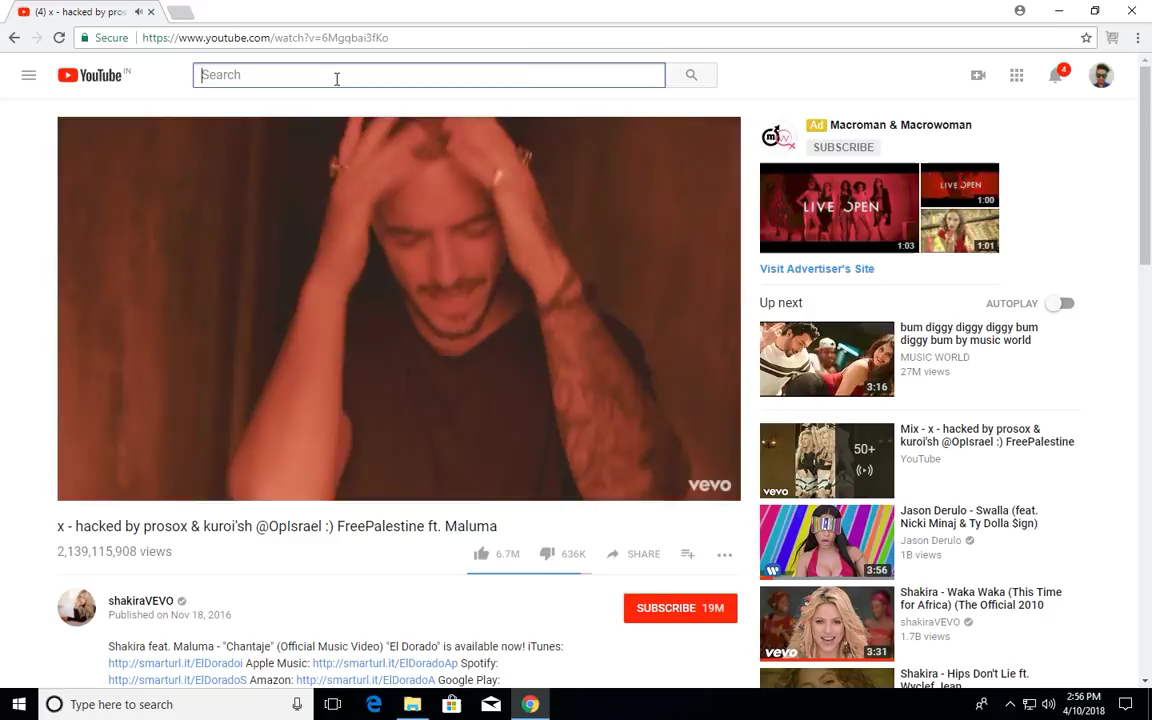 (4) x - hacked by pros
Secure
https://www.youtube.com/watch?v=6Mgqbai3fKo
YouTube IN
Search
4
vevo
x - hacked by prosox & kuroi'sh @OpIsrael :) FreePalestine ft. Maluma
2,139,115,908 views
6.7M
636K
SHARE
shakiraVEVO
Published on Nov 18, 2016
SUBSCRIBE 19M
Shakira feat. Maluma - "Chantaje" (Official Music Video) "El Dorado" is available now! iTunes:
http://smarturl.it/ElDoradoi Apple Music: http://smarturl.it/ElDoradoAp Spotify:
http://smarturl.it/ElDoradoS Amazon: http://smarturl.it/ElDoradoA Google Play:
Ad Macroman & Macrowoman
SUBSCRIBE
LIVE OPEN
1:03
LIVE OPEN
1:00
1:01
Visit Advertiser's Site
Up next
AUTOPLAY
3:16
bum diggy diggy diggy bum
diggy bum by music world
MUSIC WORLD
27M views
50+
vevo
Mix - x - hacked by prosox &
kuroi'sh @OpIsrael :) FreePalestine
YouTube
3:56
Jason Derulo - Swalla (feat.
Nicki Minaj & Ty Dolla $ign)
Jason Derulo
1B views
vevo
3:31
Shakira - Waka Waka (This Time
for Africa) (The Official 2010
shakiraVEVO
1.7B views
Shakira - Hips Don't Lie ft.
Wyclef Jean
Type here to search
2:56 PM
4/10/2018